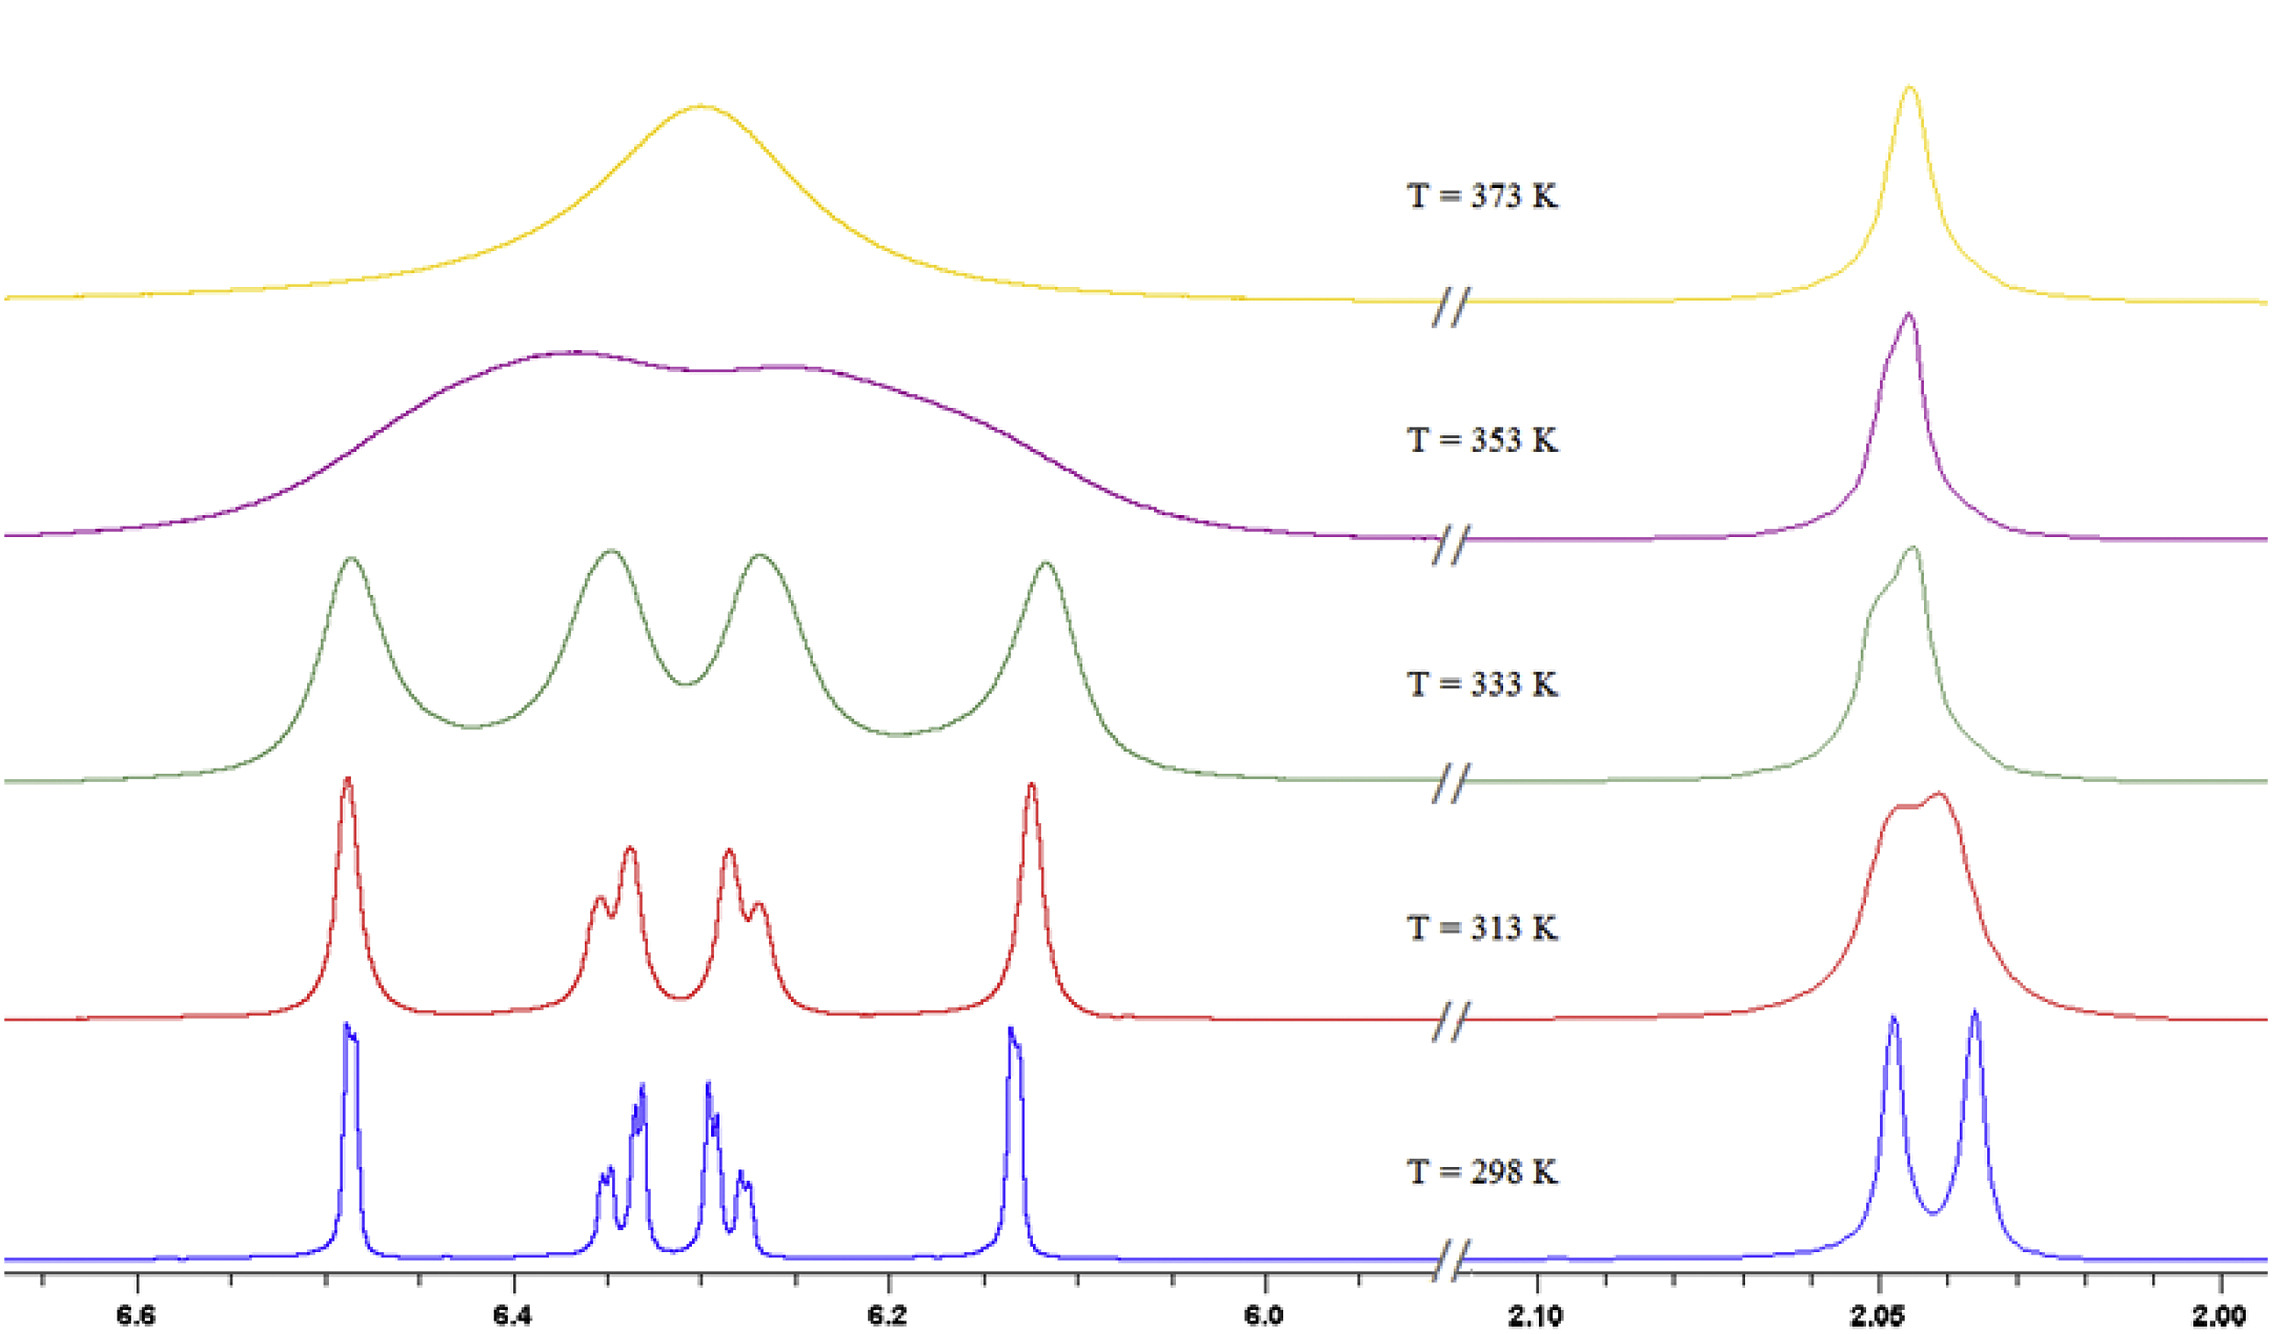 T = 373 K
T = 353 K
T = 333 K
T = 313 K
T = 298 K
6.6 6.4 6.2 6.0 2.10 2.05 2.00